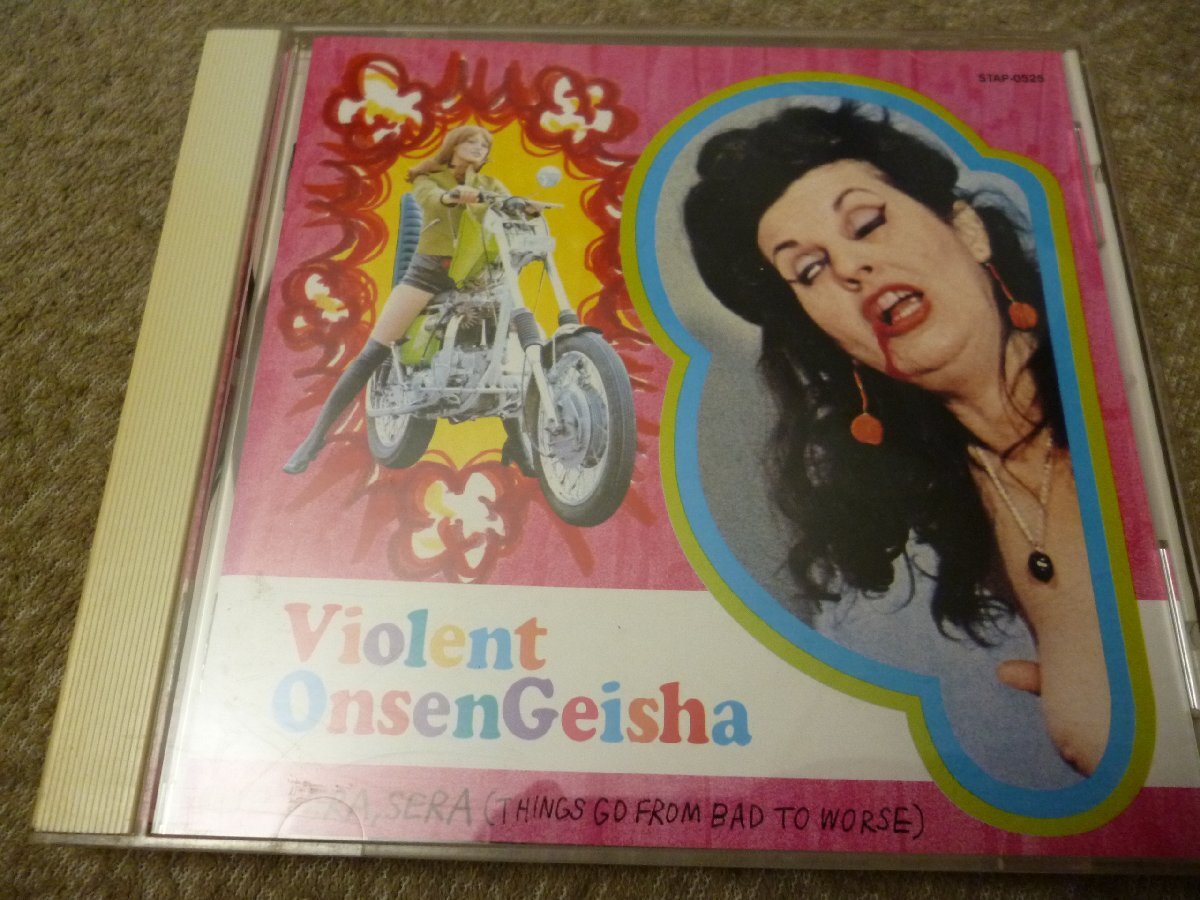 STAP-0525
Violent
OnsenGeisha
SERA (THINGS GO FROM BAD TO WORSE)